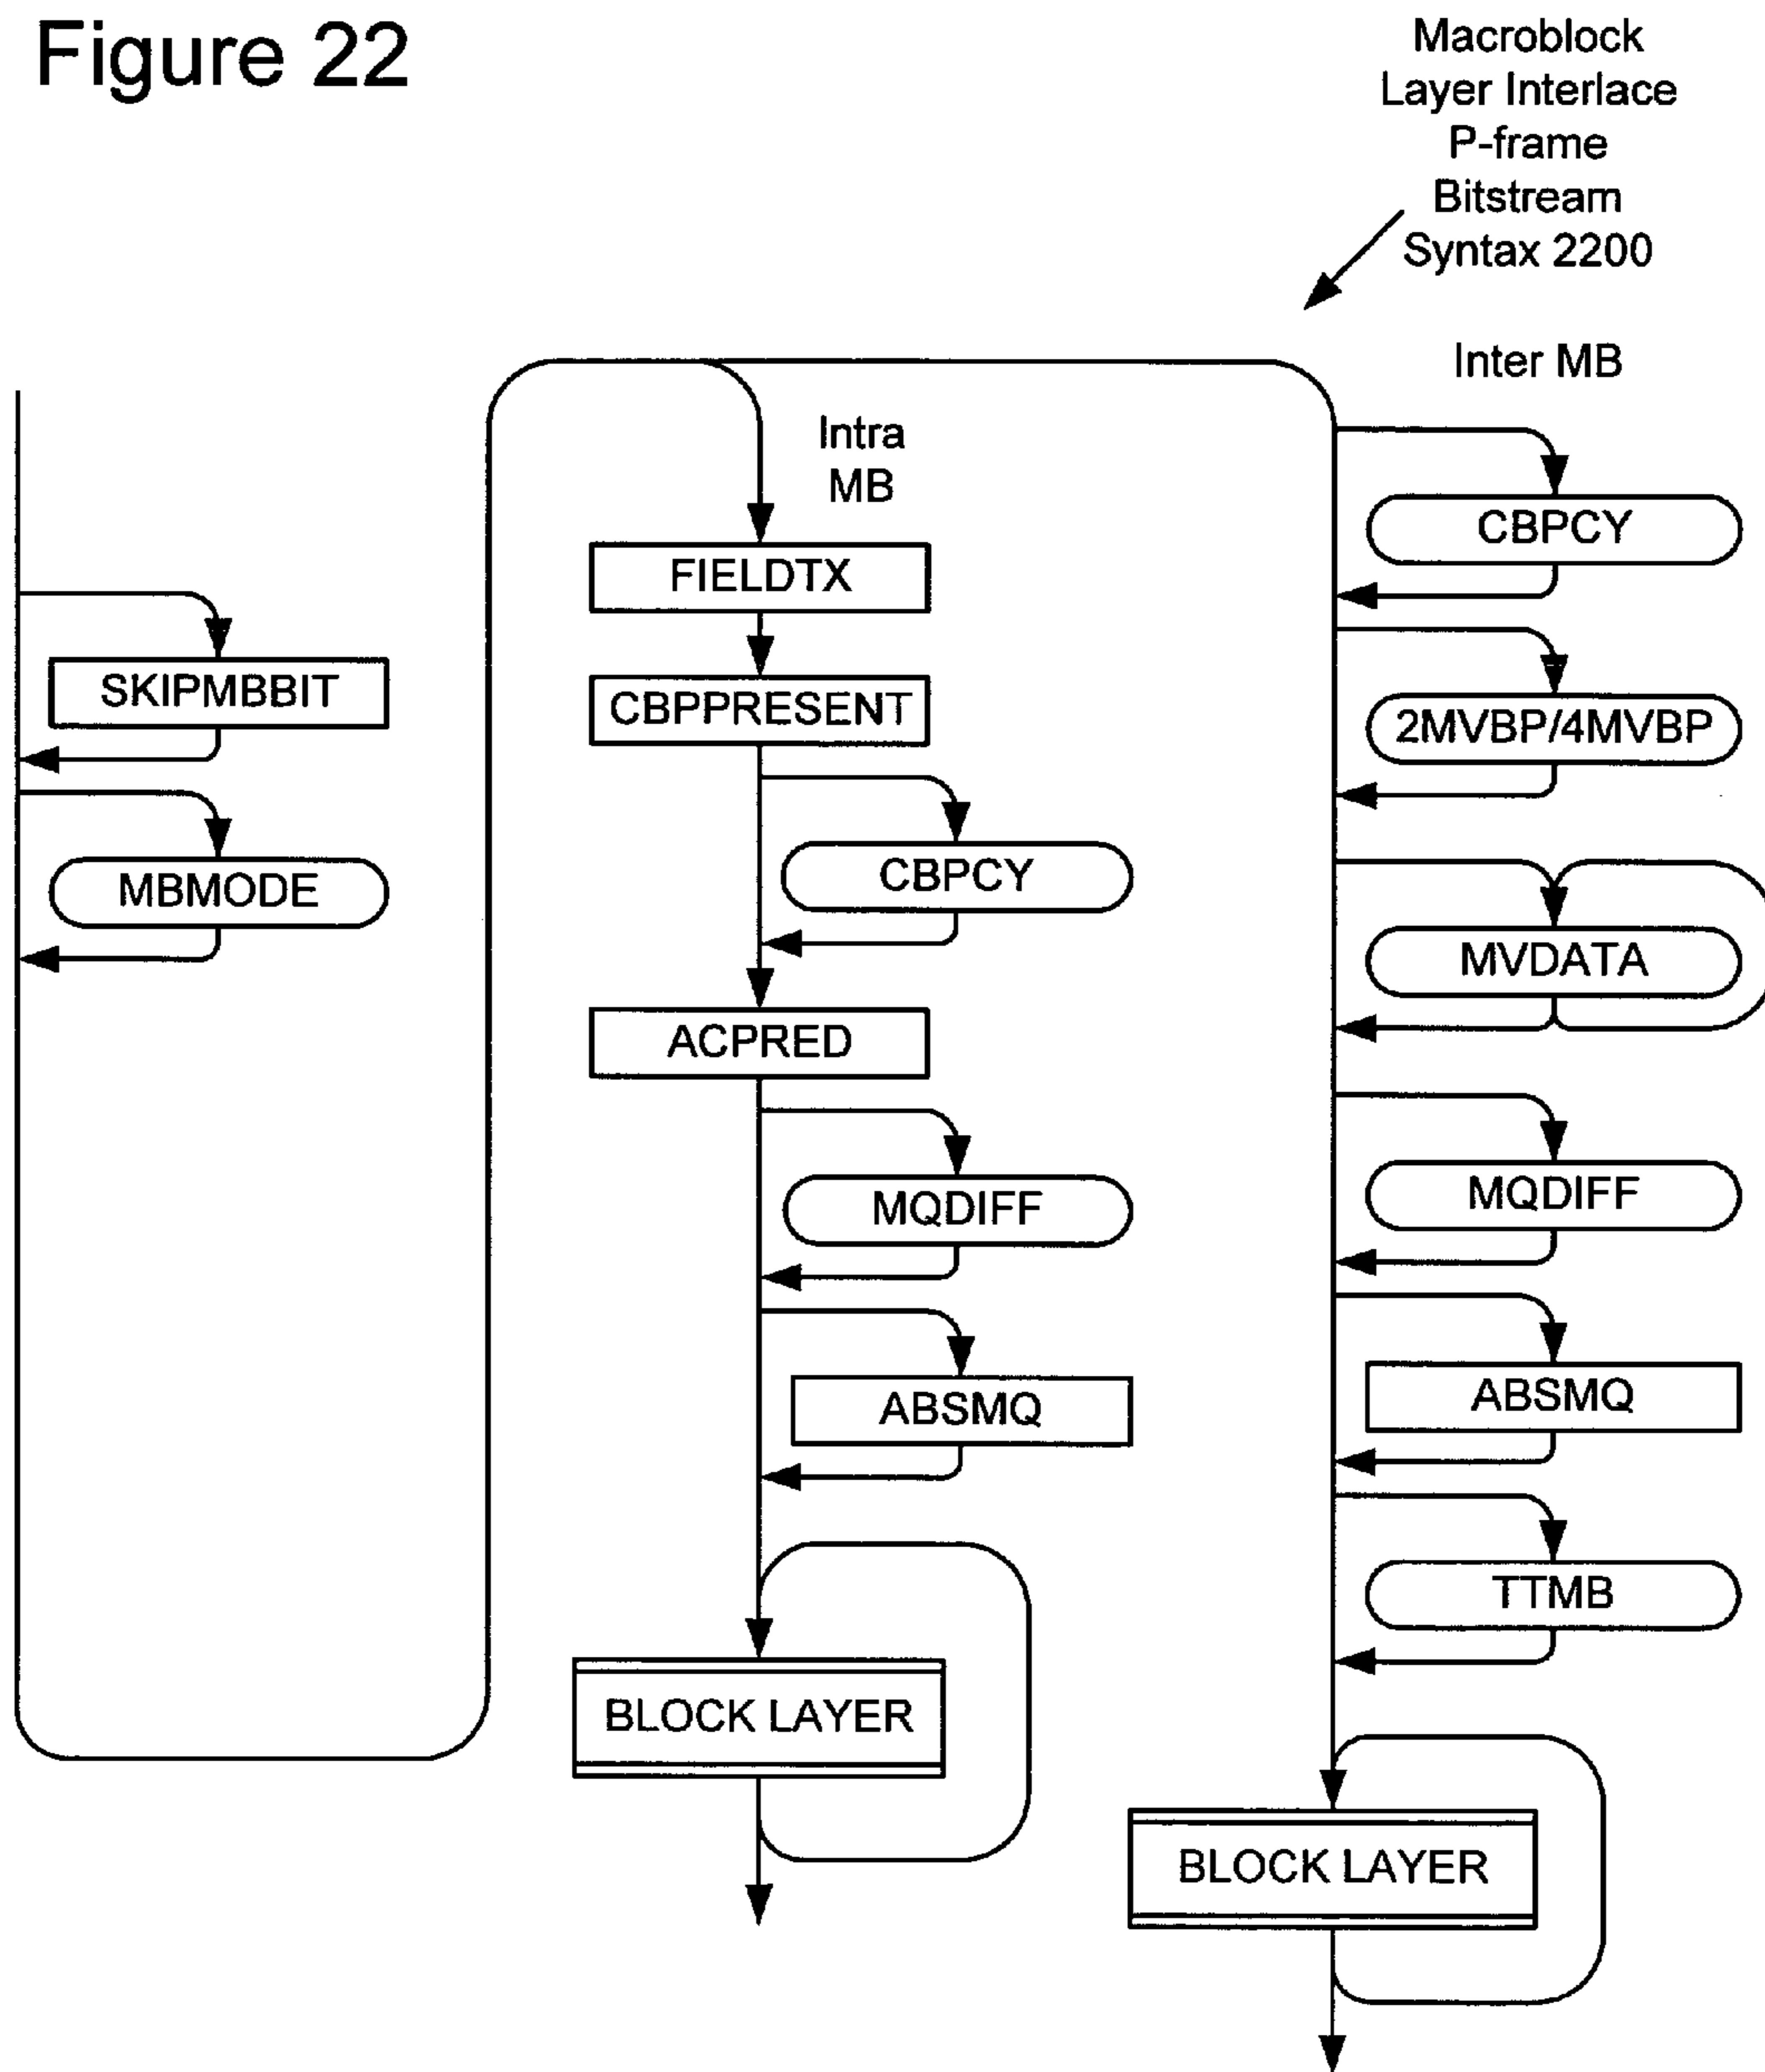 Figure 22
Macroblock
Layer Interlace
P-frame
Bitstream
Syntax 2200
SKIPMBBIT
MBMODE
Intra
MB
FIELDTX
CBPPRESENT
CBPCY
ACPRED
MQDIFF
ABSMQ
BLOCK LAYER
Inter MB
CBPCY
2MVBP/4MVBP
MVDATA
MQDIFF
ABSMQ
TTMB
BLOCK LAYER